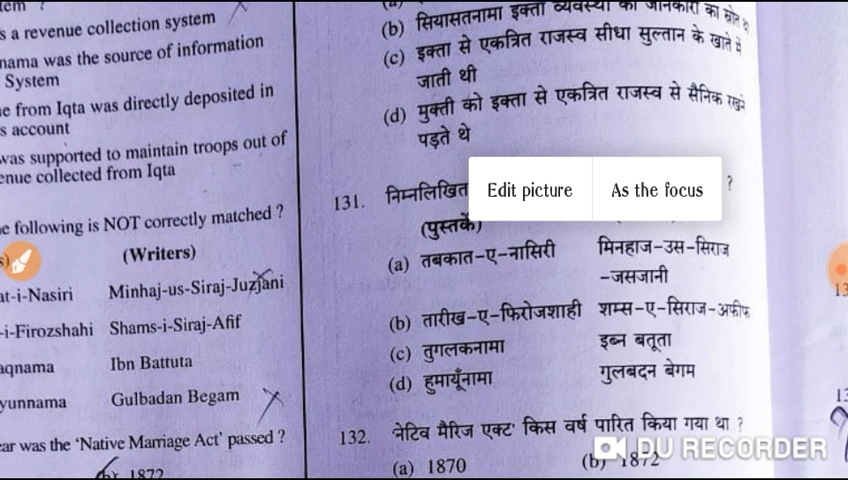 s a revenue collection system
nama was the source of information
System
e from Iqta was directly deposited in
s account
was supported to maintain troops out of
enue collected from Iqta
e following is NOT correctly matched ?
(Writers)
at-i-Nasiri Minhaj-us-Siraj-Juzjani
-i-Firozshahi Shams-i-Siraj-Afif
aqnama Ibn Battuta
yunnama Gulbadan Begam
ear was the 'Native Marriage Act' passed ?
(b) 1872
(b) सियासतनामा इक्ता व्यवस्था की जानकारी का स्रोत था
(c) इक्ता से एकत्रित राजस्व सीधा सुल्तान के खाते में
जाती थी
(d) मुक्ती को इक्ता से एकत्रित राजस्व से सैनिक रखने
पड़ते थे
Edit picture As the focus
131. निम्नलिखित ?
(पुस्तकें)
(a) तबकात-ए-नासिरी मिनहाज-उस-सिराज
-जसजानी
(b) तारीख-ए-फिरोजशाही शम्स-ए-सिराज-अफीफ
(c) तुगलकनामा इब्न बतूता
(d) हुमायूँनामा गुलबदन बेगम
132. नेटिव मैरिज एक्ट' किस वर्ष पारित किया गया था ?
(a) 1870 (b) 1872
DU RECORDER